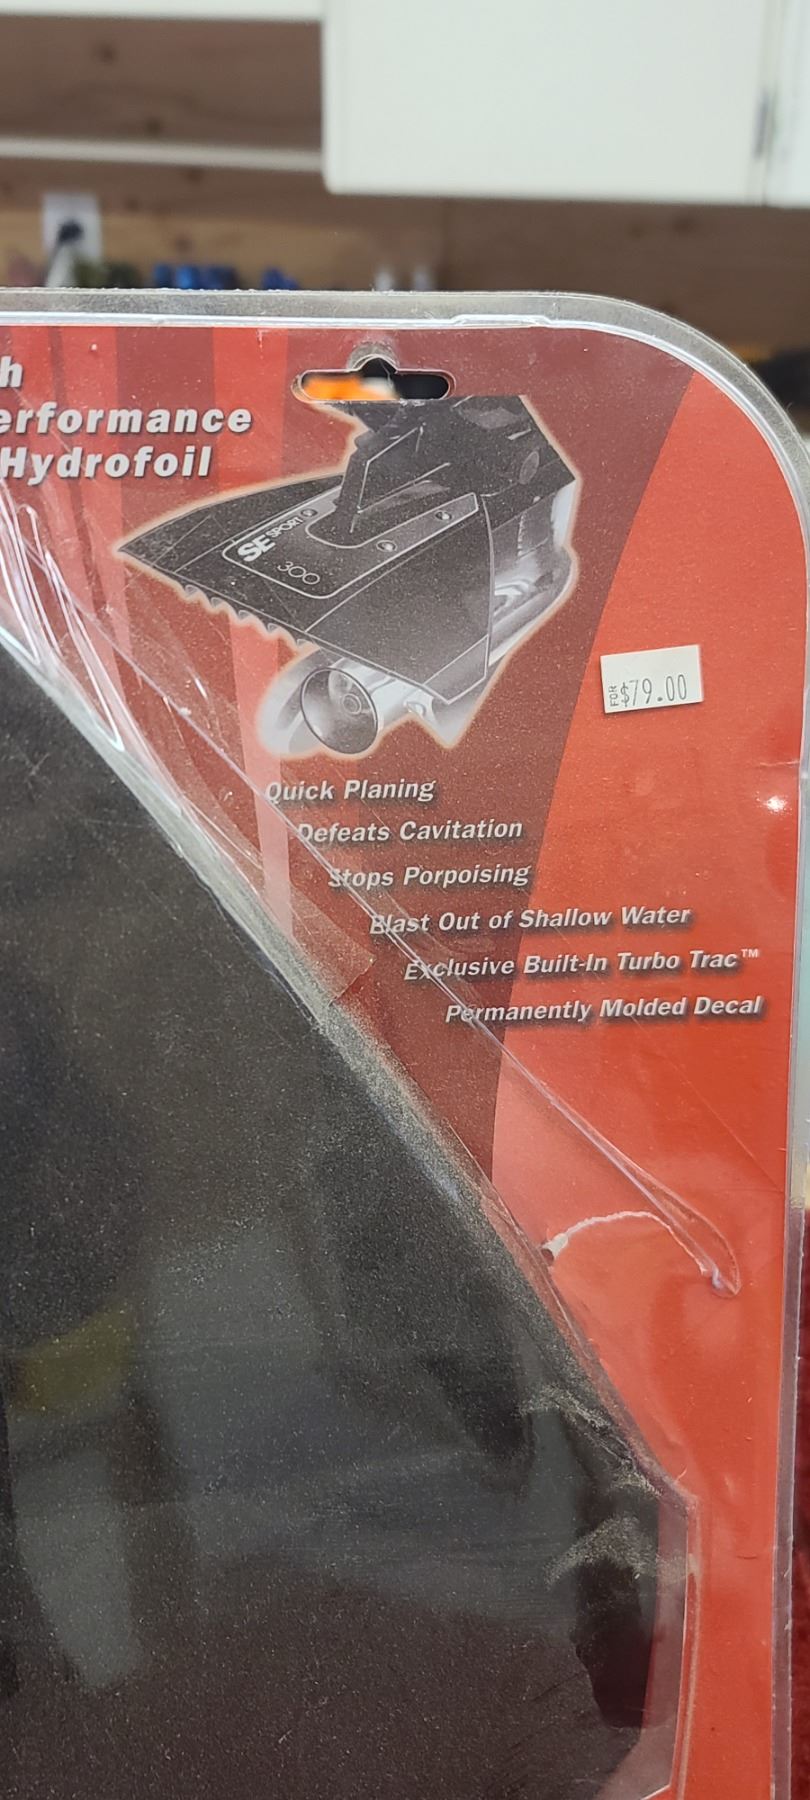 h
erformance
Hydrofoil
SE SPORT
300
FOR $79.00
Quick Planing
Defeats Cavitation
Stops Porpoising
Blast Out of Shallow Water
Exclusive Built-In Turbo Trac™
Permanently Molded Decal